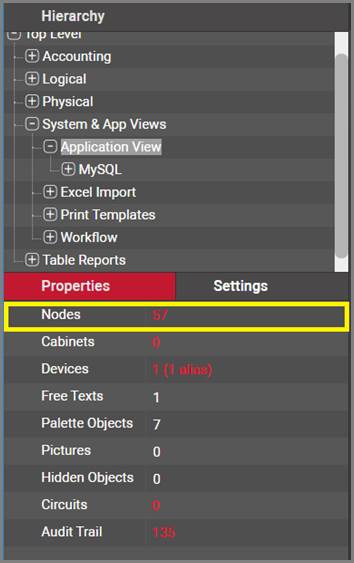 Hierarchy
Top Level
Accounting
Logical
Physical
System & App Views
Application View
MySQL
Excel Import
Print Templates
Workflow
Table Reports
Properties Settings
Nodes 57
Cabinets 0
Devices 1 (1 alias)
Free Texts 1
Palette Objects 7
Pictures 0
Hidden Objects 0
Circuits 0
Audit Trail 135